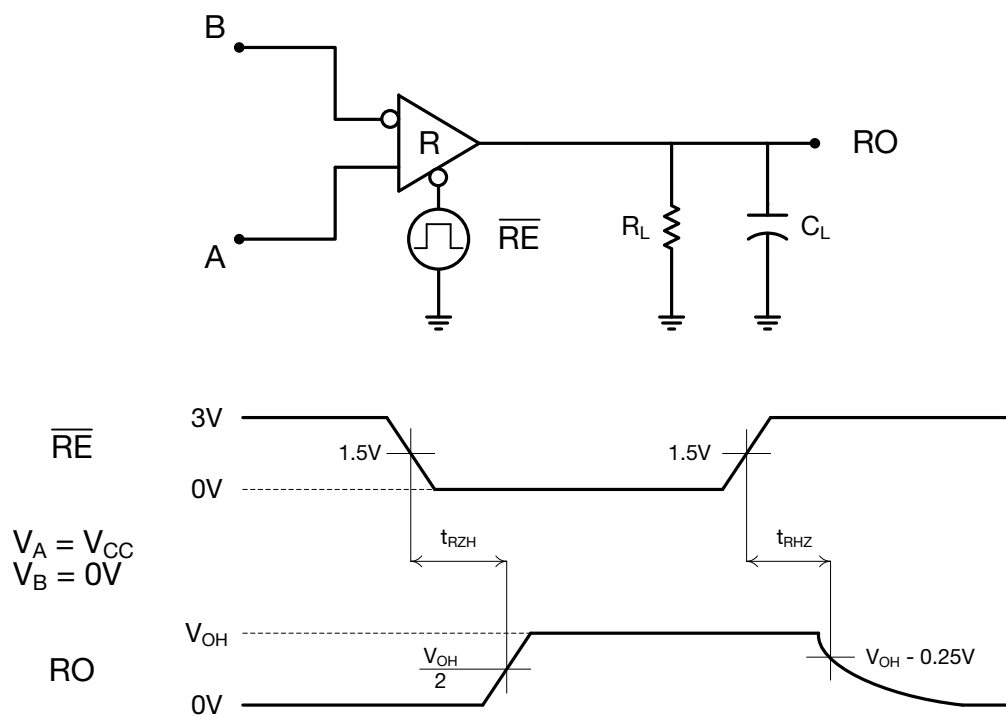 B
R
RO
A
RE
R_L
C_L
3V
RE
1.5V
1.5V
0V
V_A = V_CC
V_B = 0V
t_RZH
t_RHZ
V_OH
RO
V_OH
2
V_OH - 0.25V
0V